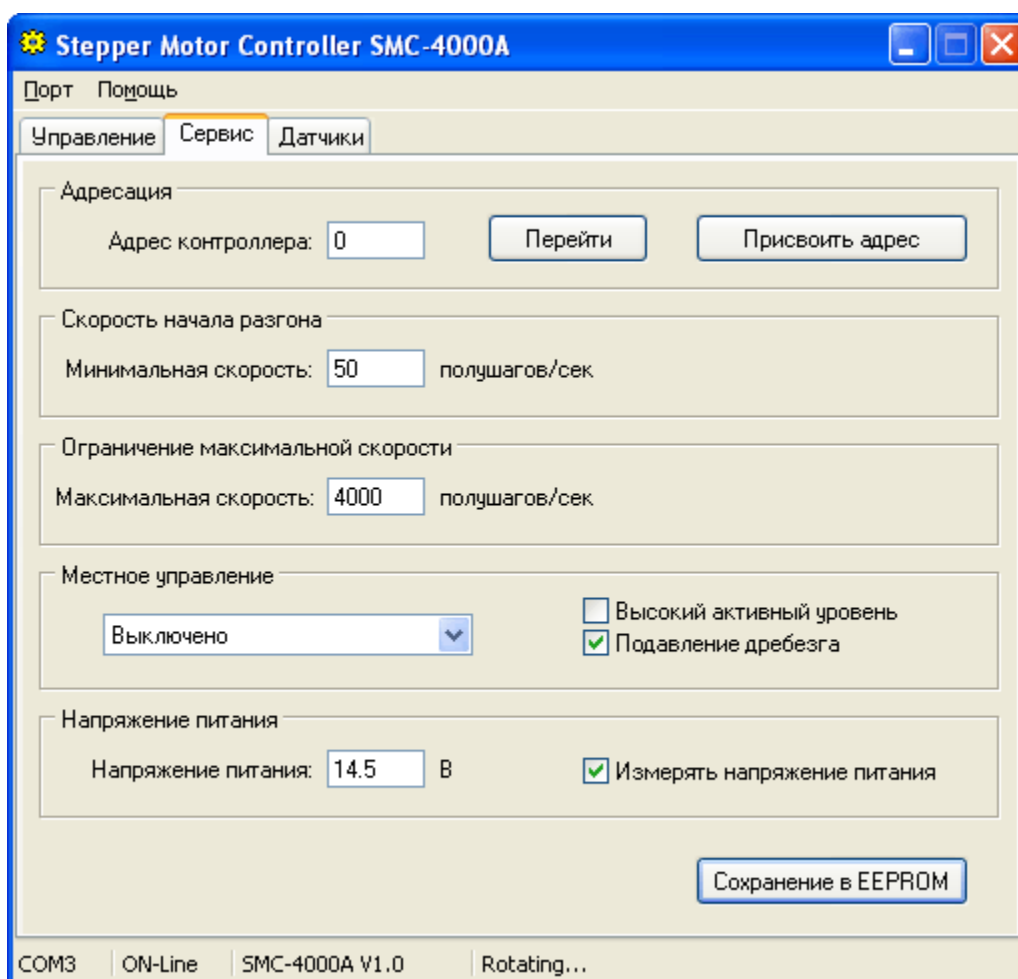 Stepper Motor Controller SMC-4000A
Порт Помощь
Управление Сервис Датчики
Адресация
Адрес контроллера: 0 Перейти Присвоить адрес
Скорость начала разгона
Минимальная скорость: 50 полушагов/сек
Ограничение максимальной скорости
Максимальная скорость: 4000 полушагов/сек
Местное управление
Выключено
Высокий активный уровень
Подавление дребезга
Напряжение питания
Напряжение питания: 14.5 В Измерять напряжение питания
Сохранение в EEPROM
COM3 ON-Line SMC-4000A V1.0 Rotating...